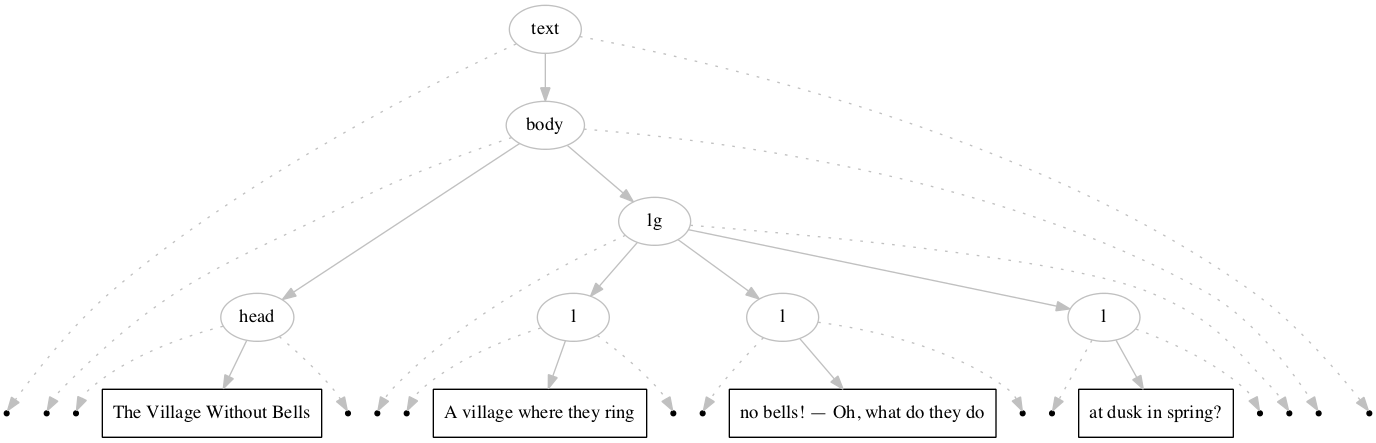 text
body
lg
head
l
l
l
The Village Without Bells
A village where they ring
no bells! — Oh, what do they do
at dusk in spring?